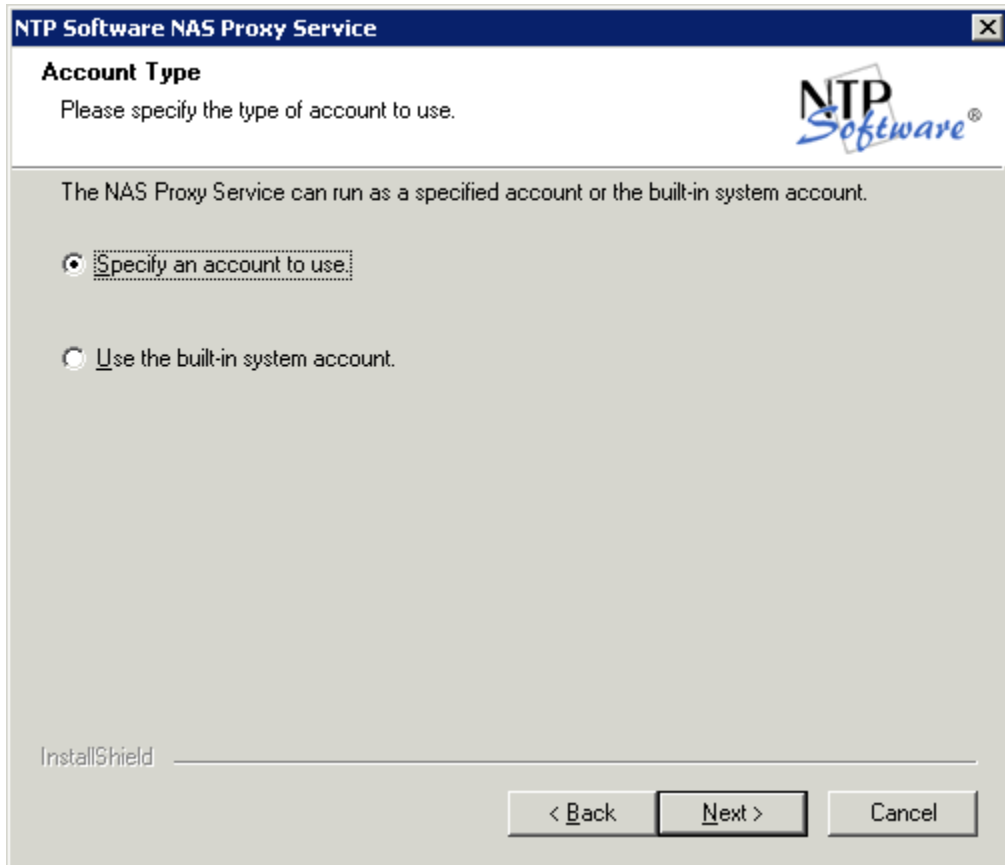 NTP Software NAS Proxy Service
Account Type
Please specify the type of account to use.
NTP
Software®
The NAS Proxy Service can run as a specified account or the built-in system account.
Specify an account to use.
Use the built-in system account.
InstallShield
< Back
Next >
Cancel